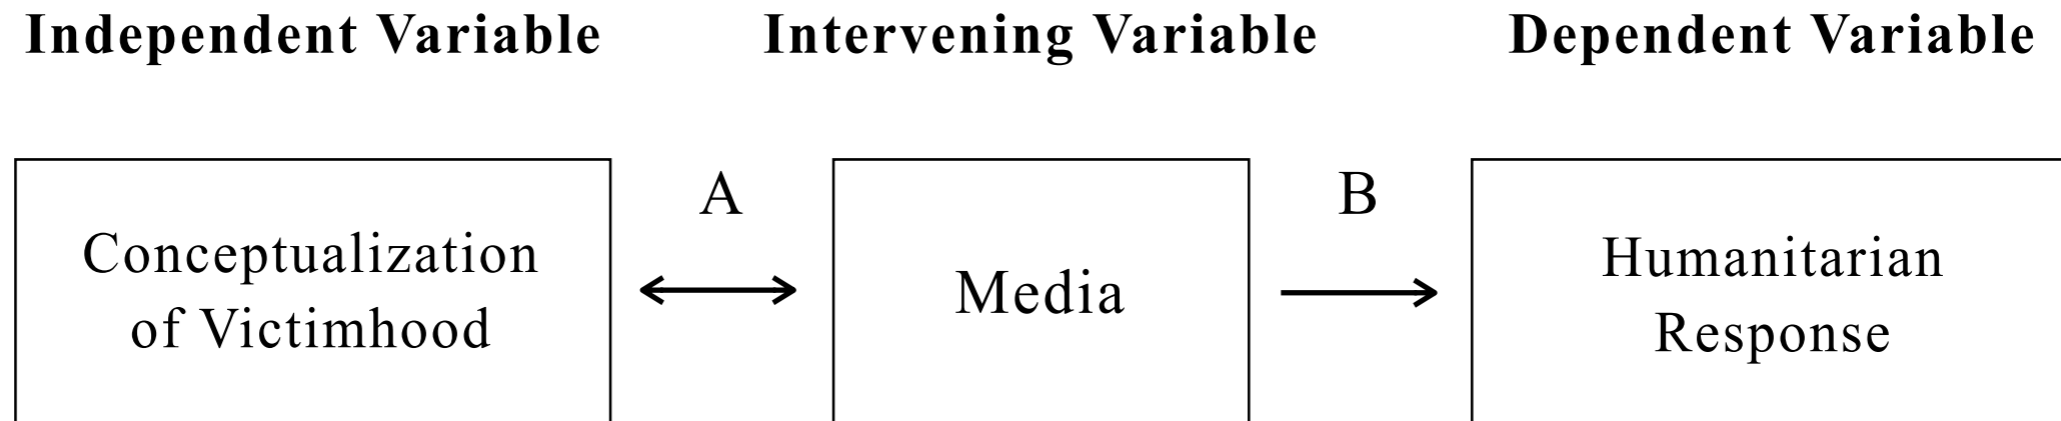 Independent Variable
Intervening Variable
Dependent Variable
Conceptualization
of Victimhood
A
Media
B
Humanitarian
Response